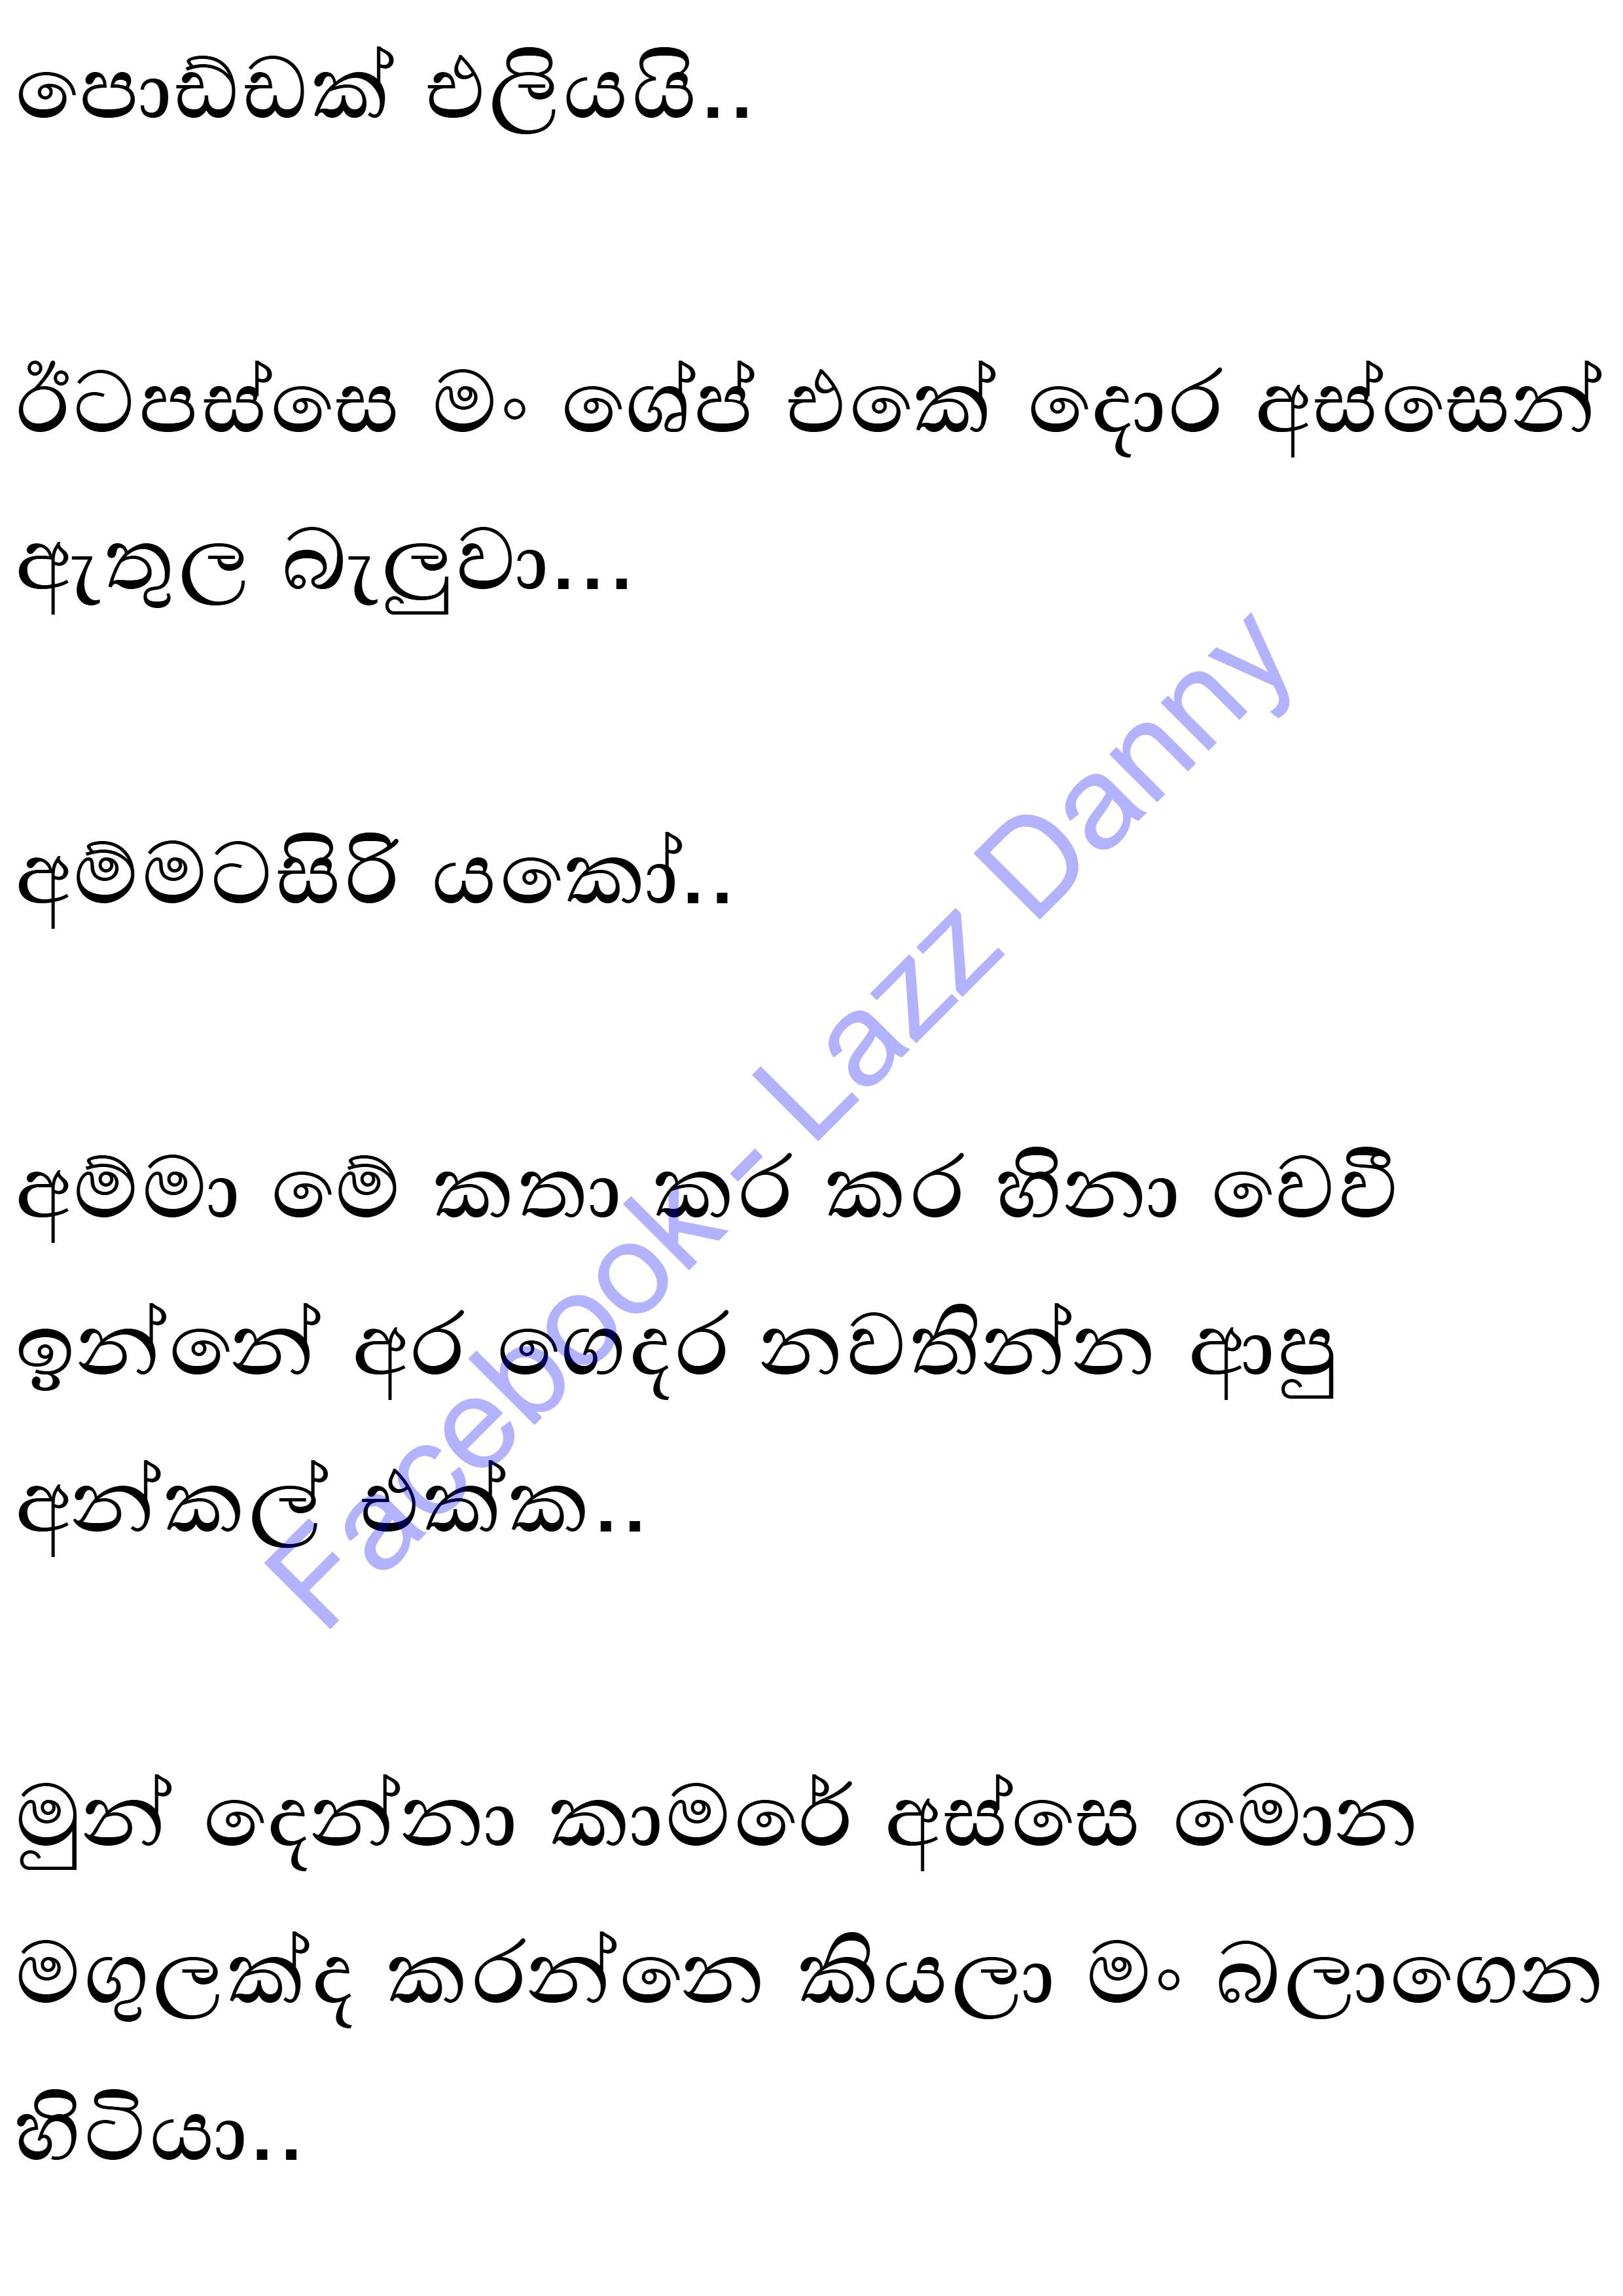 පොඩ්ඩක් එලියයි..
ඊටපස්සෙ මං ශේප් එකේ දොර අස්සෙන්
ඇතුල බැලුවා...
අම්මටසිරි යකෝ..
අම්මා මේ කතා කර කර හිනා වෙවී
ඉන්නේ අර ගෙදර නවතින්න ආපු
අන්කල් එක්ක..
මුන් දෙන්නා කාමරේ අස්සෙ මොන
මගුලක්ද කරන්නෙ කියලා මං බලාගෙන
හිටියා..
Facebook- Lazz Danny